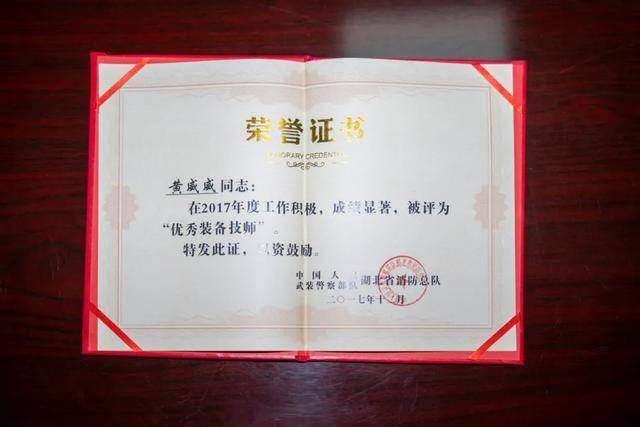 荣誉证书
HONORARY CREDENTIAL
黄威威同志：
在2017年度工作积极，成绩显著，被评为
“优秀装备技师”。
特发此证，资鼓励。
中国人
武装警察部队 湖北省消防总队
二〇一七年十月